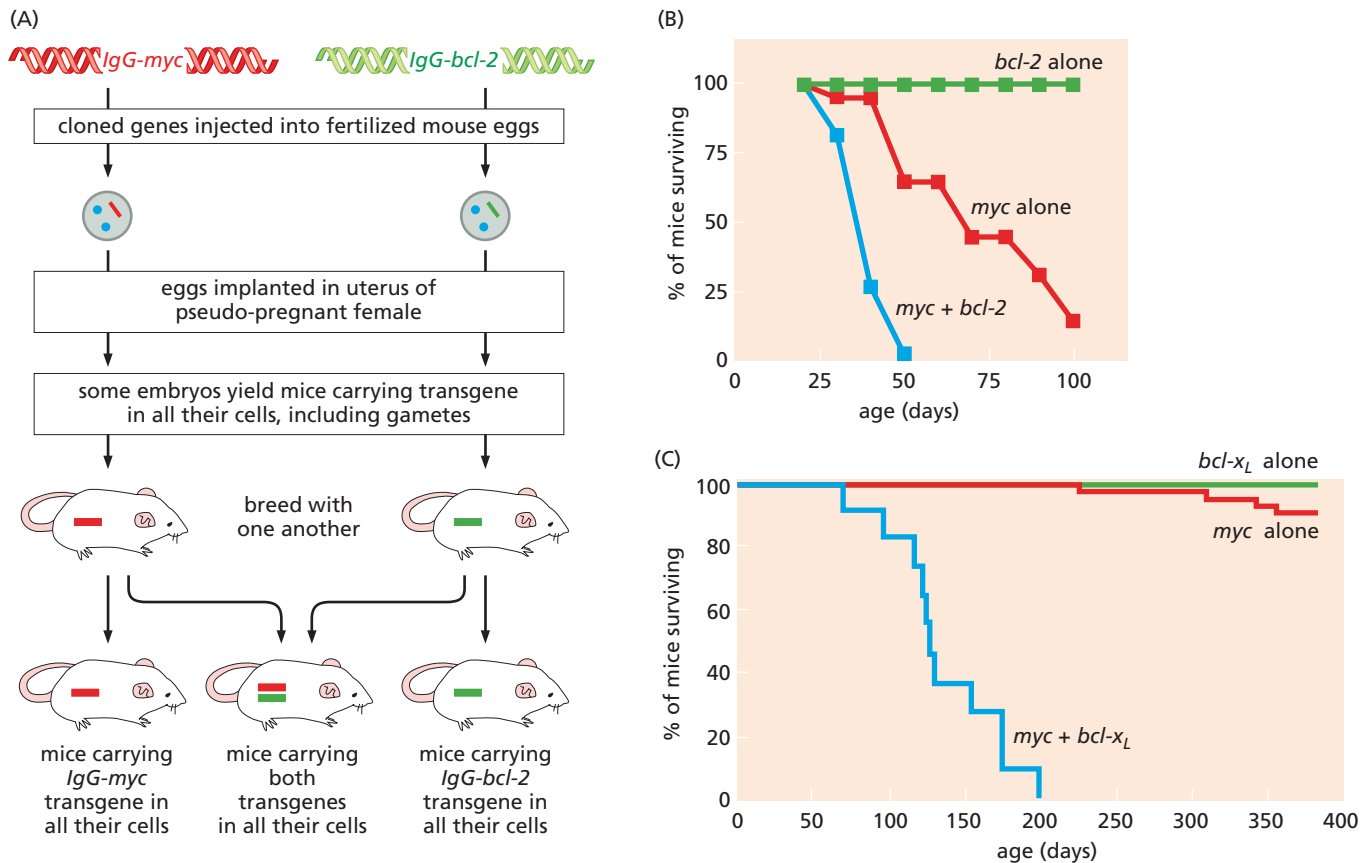 (A)
IgG-myc
IgG-bcl-2
cloned genes injected into fertilized mouse eggs
eggs implanted in uterus of
pseudo-pregnant female
some embryos yield mice carrying transgene
in all their cells, including gametes
breed with
one another
mice carrying
IgG-myc
transgene in
all their cells
mice carrying
both
transgenes
in all their cells
mice carrying
IgG-bcl-2
transgene in
all their cells
(B)
% of mice surviving
100
75
50
25
0
bcl-2 alone
myc alone
myc + bcl-2
0 25 50 75 100
age (days)
(C)
% of mice surviving
100
80
60
40
20
0
bcl-xL alone
myc alone
myc + bcl-xL
0 50 100 150 200 250 300 350 400
age (days)